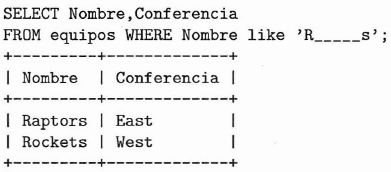 SELECT Nombre,Conferencia
FROM equipos WHERE Nombre like ’R_____s’;
+---------+-------------+
| Nombre  | Conferencia |
+---------+-------------+
| Raptors | East        |
| Rockets | West        |
+---------+-------------+